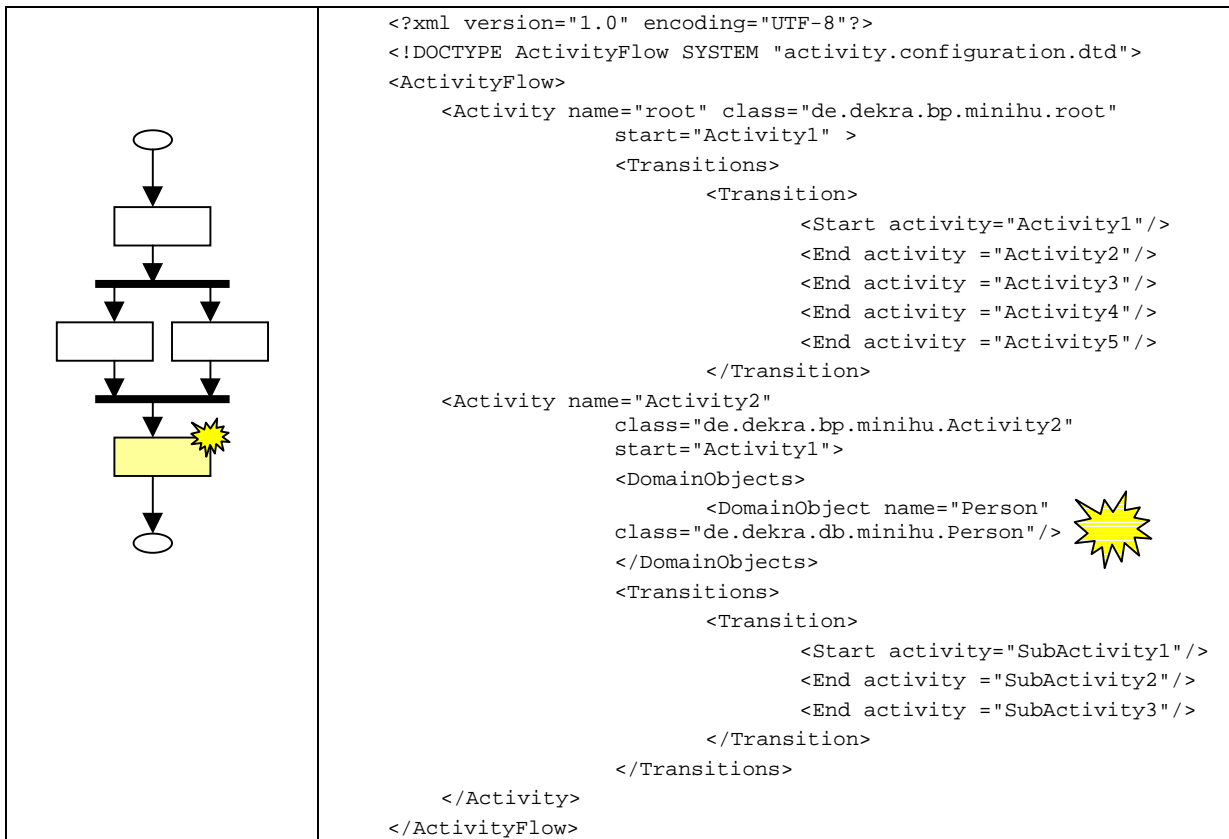 <?xml version="1.0" encoding="UTF-8"?>
<!DOCTYPE ActivityFlow SYSTEM "activity.configuration.dtd">
<ActivityFlow>
<Activity name="root" class="de.dekra.bp.minihu.root"
start="Activity1" >
<Transitions>
<Transition>
<Start activity="Activity1"/>
<End activity ="Activity2"/>
<End activity ="Activity3"/>
<End activity ="Activity4"/>
<End activity ="Activity5"/>
</Transition>
<Activity name="Activity2"
class="de.dekra.bp.minihu.Activity2"
start="Activity1">
<DomainObjects>
<DomainObject name="Person"
class="de.dekra.db.minihu.Person"/>
</DomainObjects>
<Transitions>
<Transition>
<Start activity="SubActivity1"/>
<End activity ="SubActivity2"/>
<End activity ="SubActivity3"/>
</Transition>
</Transitions>
</Activity>
</ActivityFlow>